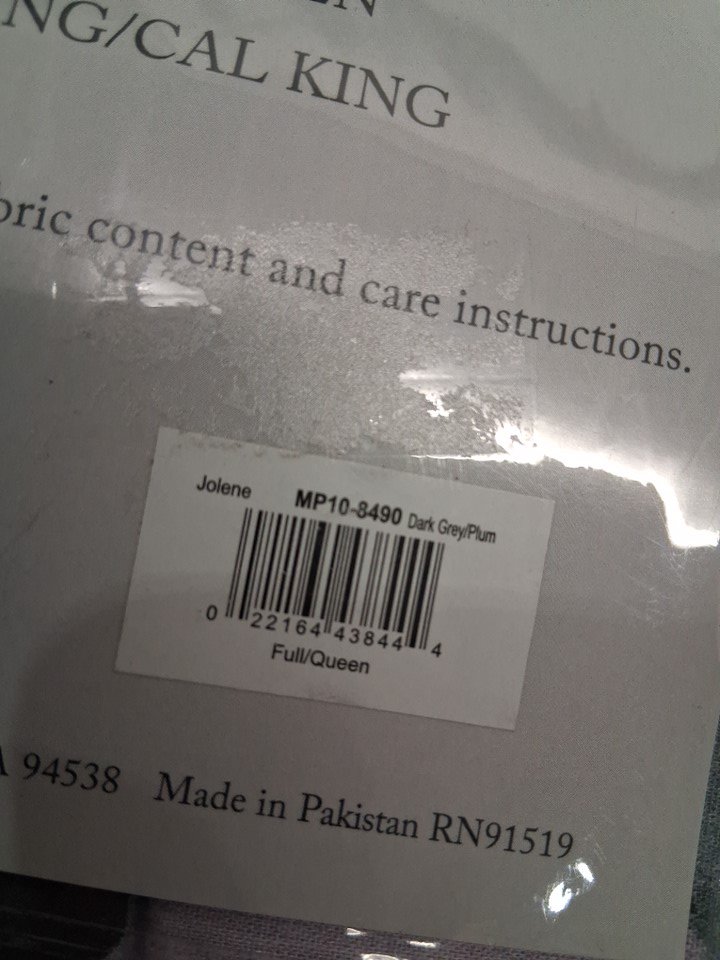 NG/CAL KING
content and care instructions.
Jolene MP10-8490 Dark Grey/Plum
0 22164 43844 4
Full/Queen
94538 Made in Pakistan RN91519